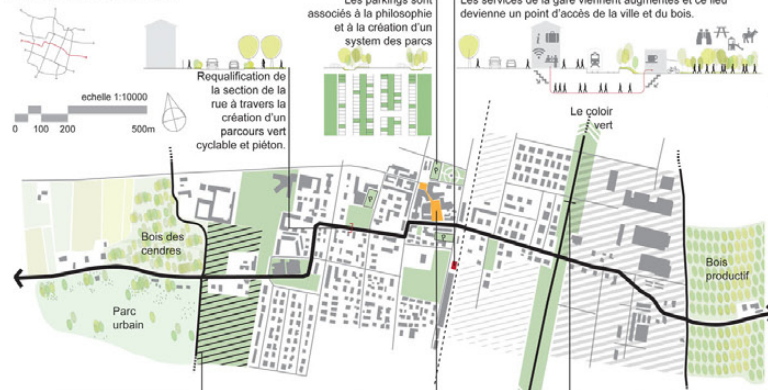 Les parkings sont
associés à la philosophie
et à la création d'un
system des parcs
Les services de la gare viennent augmentés et ce lieu
devienne un point d'accès de la ville et du bois.
Requalification de
la section de la
rue à travers la
création d'un
parcours vert
cyclable et piéton.
echelle 1:10000
0 100 200 500m
Le coloir
vert
Bois des
cendres
Parc
urbain
Bois
productif